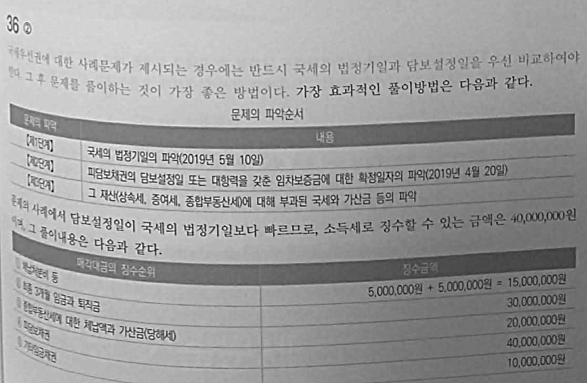 36 ②
국세우선권에 대한 사례문제가 제시되는 경우에는 반드시 국세의 법정기일과 담보설정일을 우선 비교하여야
한다. 그 후 문제를 풀이하는 것이 가장 좋은 방법이다. 가장 효과적인 풀이방법은 다음과 같다.
문제의 파악순서
문제의 파악 내용
[제1단계] 국세의 법정기일의 파악(2019년 5월 10일)
[제2단계] 피담보채권의 담보설정일 또는 대항력을 갖춘 임차보증금에 대한 확정일자의 파악(2019년 4월 20일)
[제3단계] 그 재산(상속세, 증여세, 종합부동산세)에 대해 부과된 국세와 가산금 등의 파악
문제의 사례에서 담보설정일이 국세의 법정기일보다 빠르므로, 소득세로 징수할 수 있는 금액은 40,000,000원
이며, 그 풀이내용은 다음과 같다.
매각대금의 징수순위 징수금액
① 체납처분비 등 5,000,000원 + 5,000,000원 = 15,000,000원
② 최종 3개월 임금과 퇴직금 30,000,000원
③ 종합부동산세에 대한 체납액과 가산금(당해세) 20,000,000원
④ 피담보채권 40,000,000원
⑤ 기타임금채권 10,000,000원